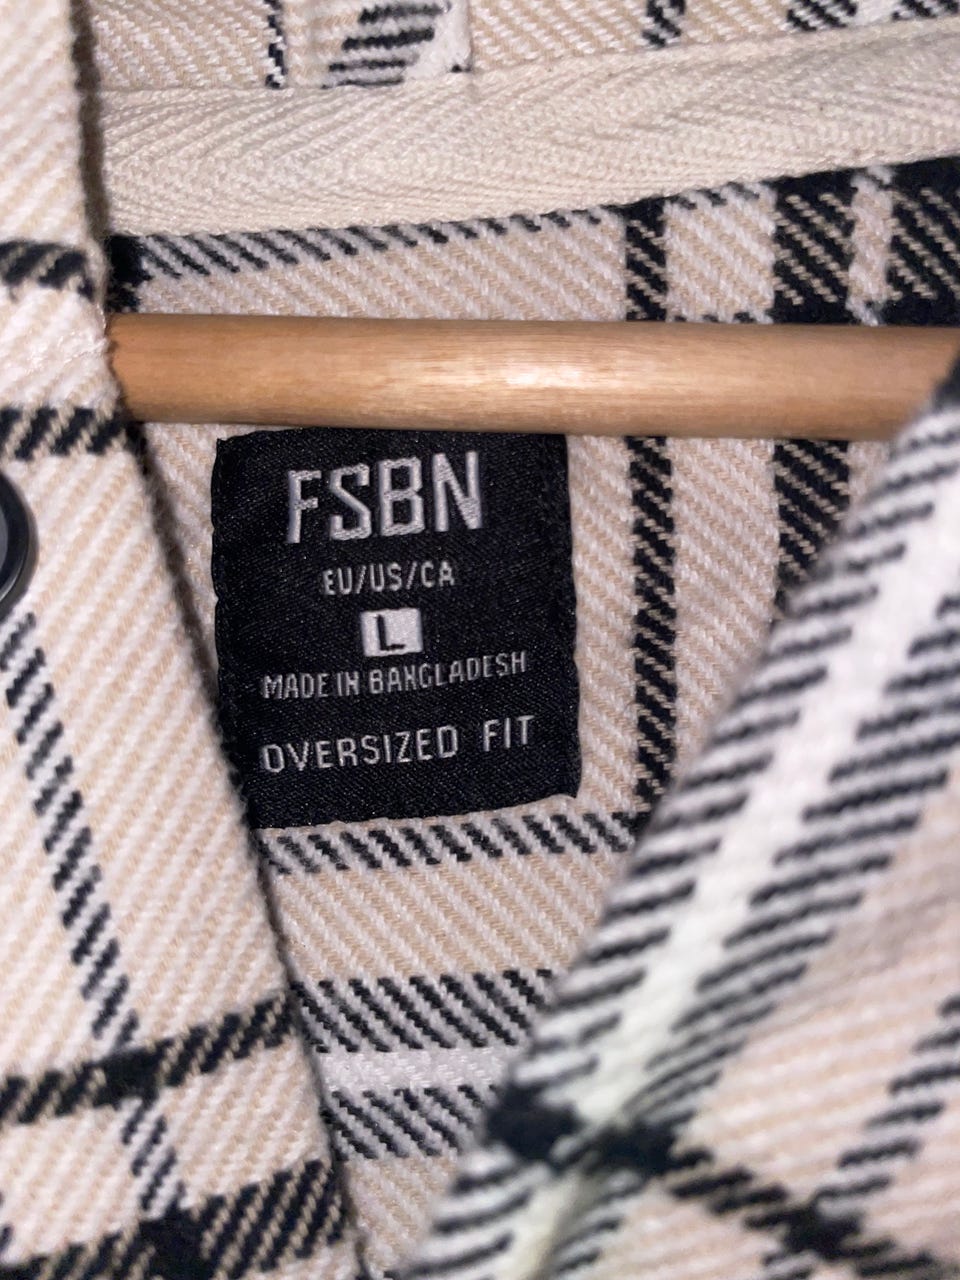 FSBN
EU/US/CA
L
MADE IN BANGLADESH
OVERSIZED FIT